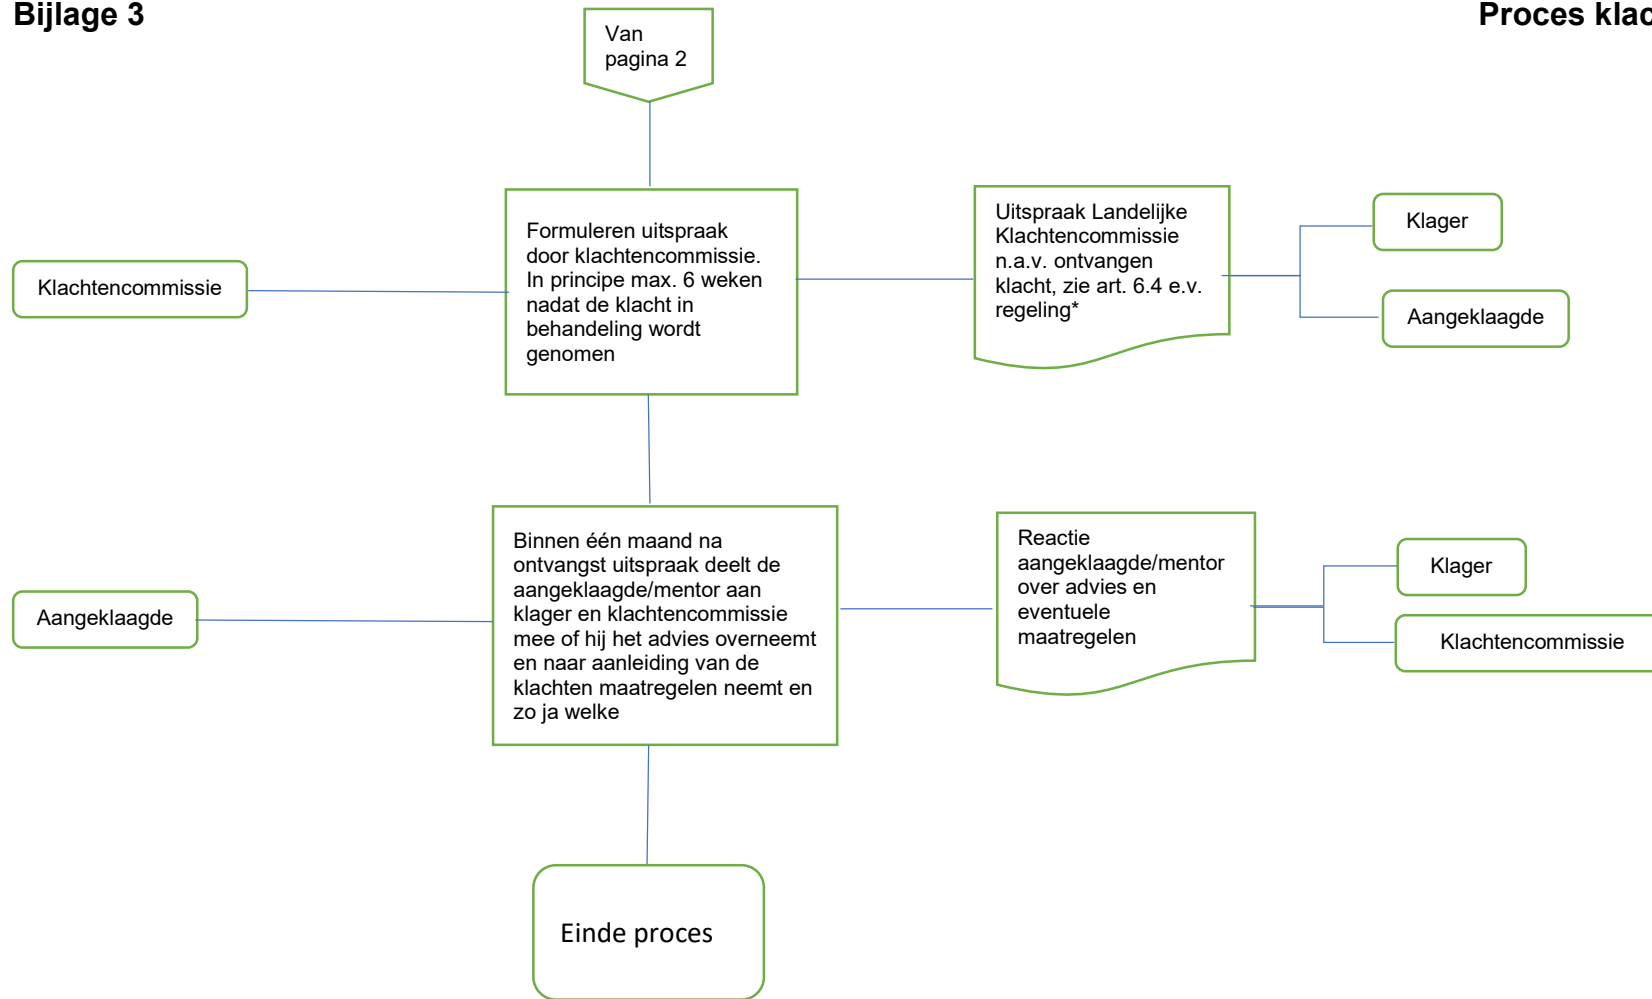 Bijlage 3
Proces klac
Van
pagina 2
Klachtencommissie
Formuleren uitspraak
door klachtencommissie.
In principe max. 6 weken
nadat de klacht in
behandeling wordt
genomen
Uitspraak Landelijke
Klachtencommissie
n.a.v. ontvangen
klacht, zie art. 6.4 e.v.
regeling*
Klager
Aangeklaagde
Aangeklaagde
Binnen één maand na
ontvangst uitspraak deelt de
aangeklaagde/mentor aan
klager en klachtencommissie
mee of hij het advies overneemt
en naar aanleiding van de
klachten maatregelen neemt en
zo ja welke
Reactie
aangeklaagde/mentor
over advies en
eventuele
maatregelen
Klager
Klachtencommissie
Einde proces